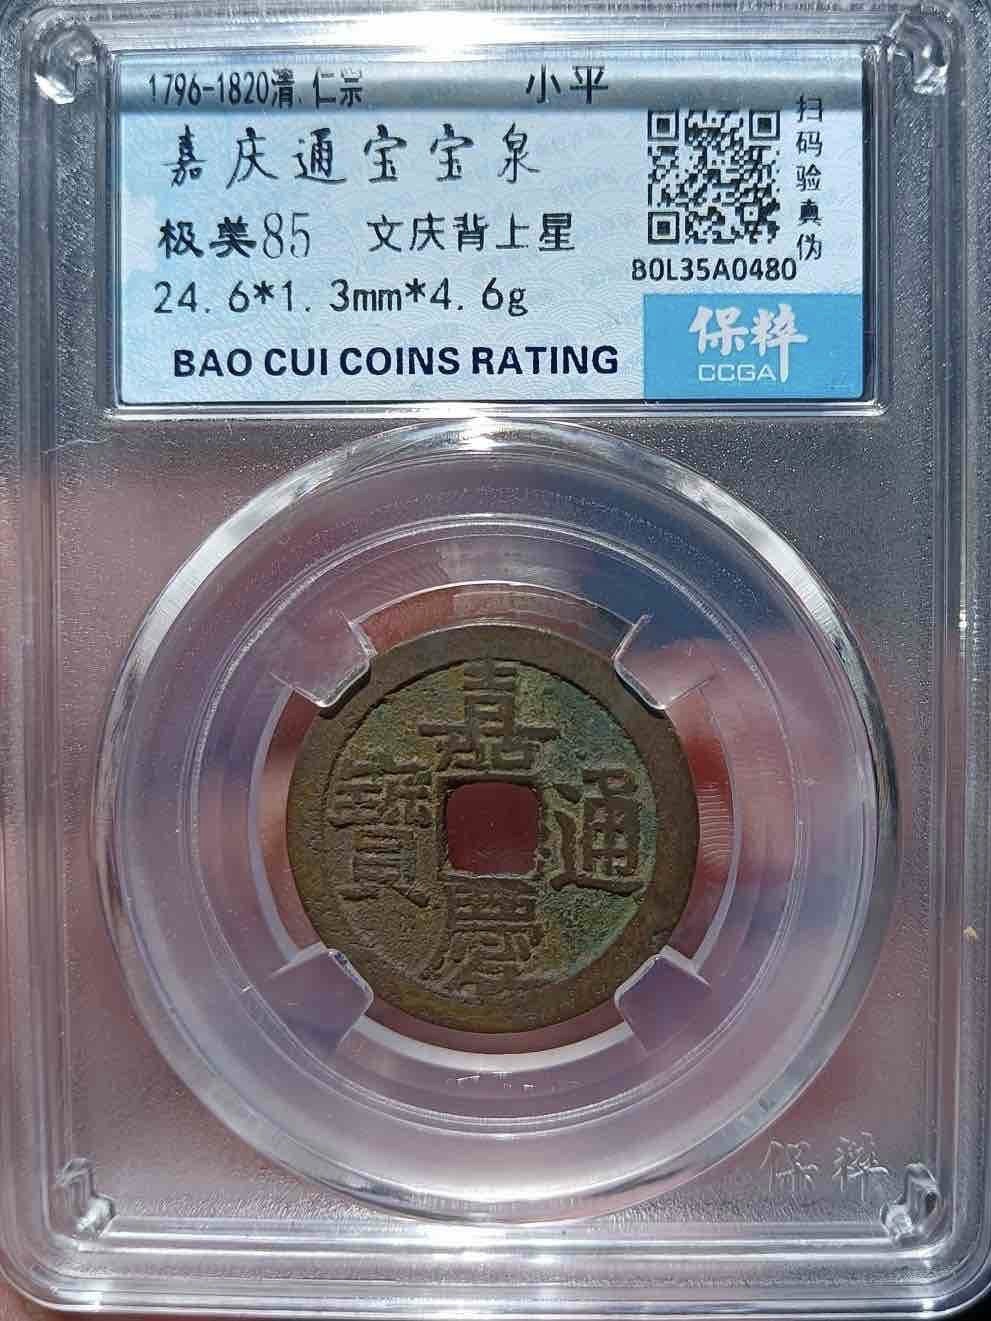 1796-1820清.仁宗 小平
嘉庆通宝宝泉
极美85 文庆背上星
24.6*1.3mm*4.6g
BAO CUI COINS RATING
扫码验真伪
80L35A0480
保粹
CCGA
嘉慶通寶
保粹